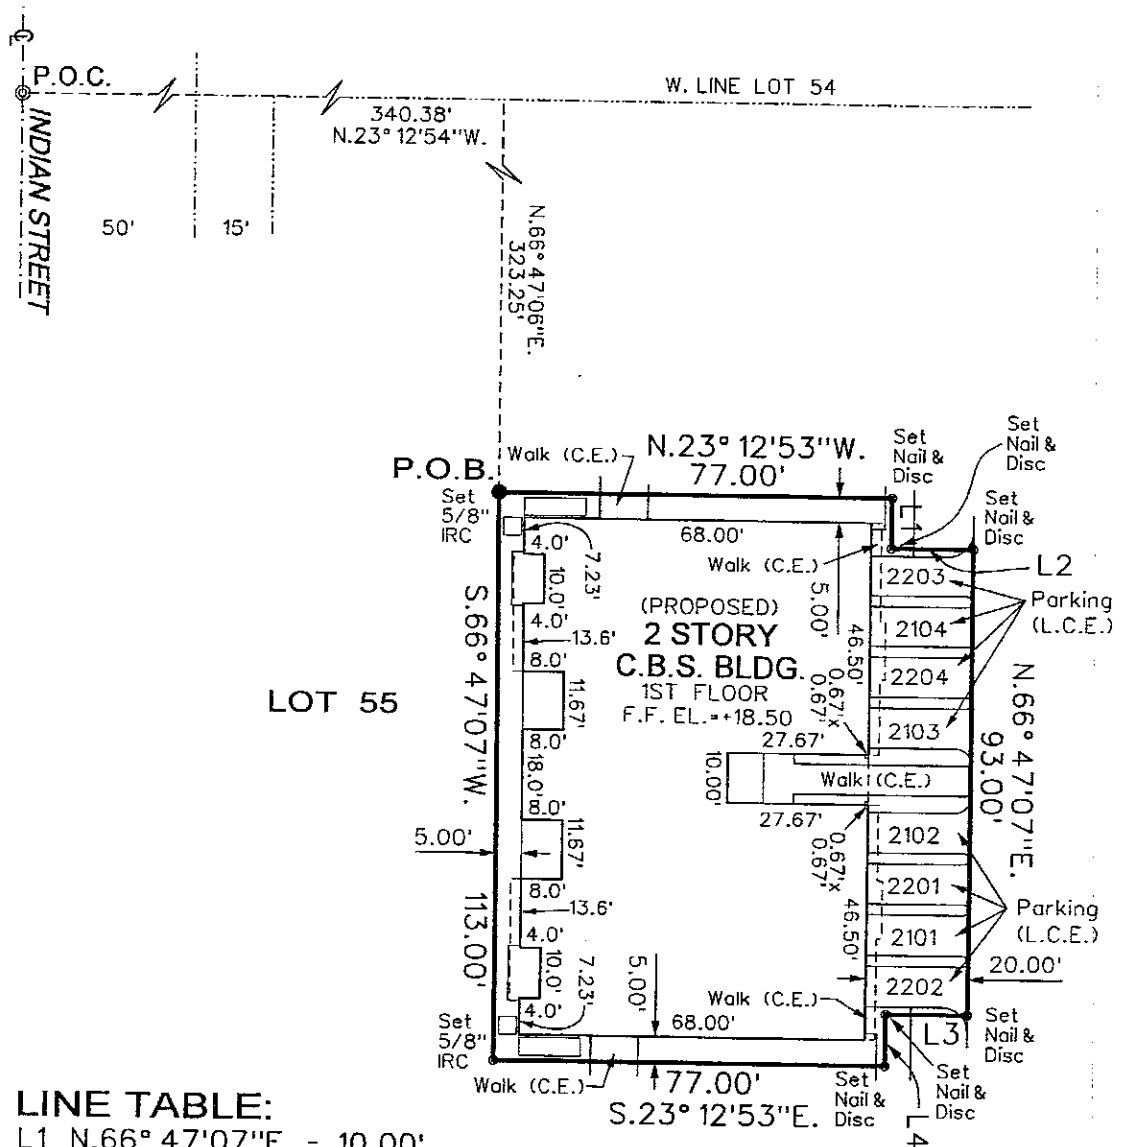 ℄
P.O.C.
INDIAN STREET
W. LINE LOT 54
340.38'
N.23° 12'54"W.
50'
15'
N.66° 47'06"E.
323.25'
P.O.B.
Walk (C.E.)
N.23° 12'53"W.
77.00'
Set
Nail &
Disc
Set
Nail &
Disc
Set
Nail &
Disc
Set
5/8"
IRC
L1
L2
68.00'
4.0'
7.23'
10.0'
4.0'
13.6'
8.0'
11.67'
8.0'
18.0'
8.0'
11.67'
8.0'
13.6'
4.0'
10.0'
7.23'
4.0'
Walk (C.E.)
5.00'
(PROPOSED)
2 STORY
C.B.S. BLDG.
1ST FLOOR
F.F. EL.=+18.50
46.50'
0.67'x
0.67'
27.67'
10.00'
Walk (C.E.)
27.67'
0.67'x
0.67'
46.50'
2203
2104
2204
2103
2102
2201
2101
2202
Parking
(L.C.E.)
Parking
(L.C.E.)
N.66° 47'07"E.
93.00'
20.00'
LOT 55
S.66° 47'07"W.
113.00'
5.00'
5.00'
Walk (C.E.)
68.00'
Set
5/8"
IRC
Walk (C.E.)
77.00'
S.23° 12'53"E.
L3
Set
Nail &
Disc
Set
Nail &
Disc
Set
Nail &
Disc
L4
LINE TABLE:
L1 N.66° 47'07"E. - 10.00'